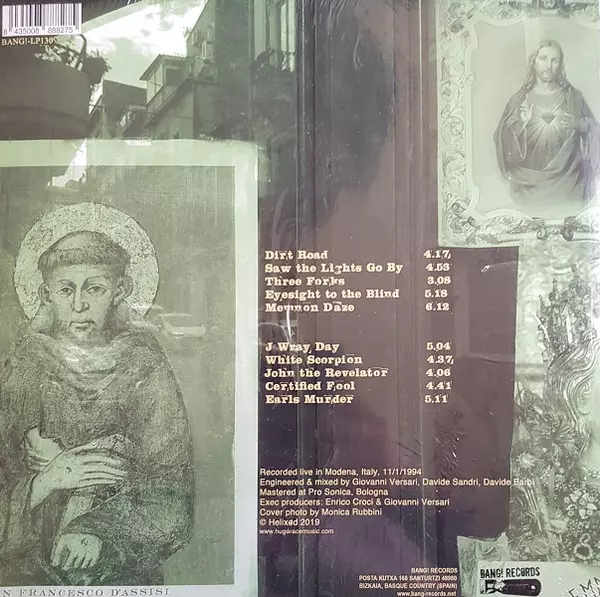 8 435008 888275
BANG!-LP130
Dirt Road 4.17
Saw the Lights Go By 4.53
Three Forks 3.08
Eyesight to the Blind 5.18
Memnon Daze 6.12
J Wray Day 5.04
White Scorpion 4.37
John the Revelator 4.06
Certified Fool 4.41
Earls Murder 5.11
Recorded live in Modena, Italy, 11/1/1994
Engineered & mixed by Giovanni Versari, Davide Sandri, Davide Barbi
Mastered at Pro Sonica, Bologna
Exec producers: Enrico Croci & Giovanni Versari
Cover photo by Monica Rubbini
© Helixed 2019
www.hugoracemusic.com
BANG! RECORDS
POSTA KUTXA 166 SANTURTZI 48980
BIZKAIA, BASQUE COUNTRY (SPAIN)
www.bang-records.net
BANG! RECORDS
N FRANCESCO D'ASSISI